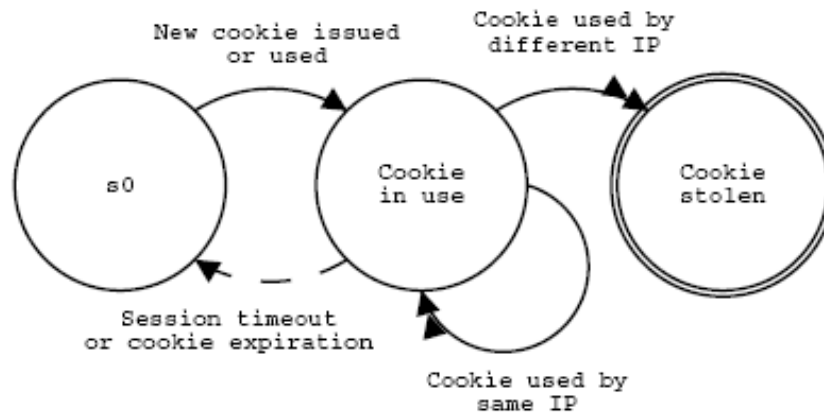 New cookie issued
or used
Cookie used by
different IP
s0
Cookie
in use
Cookie
stolen
Session timeout
or cookie expiration
Cookie used by
same IP